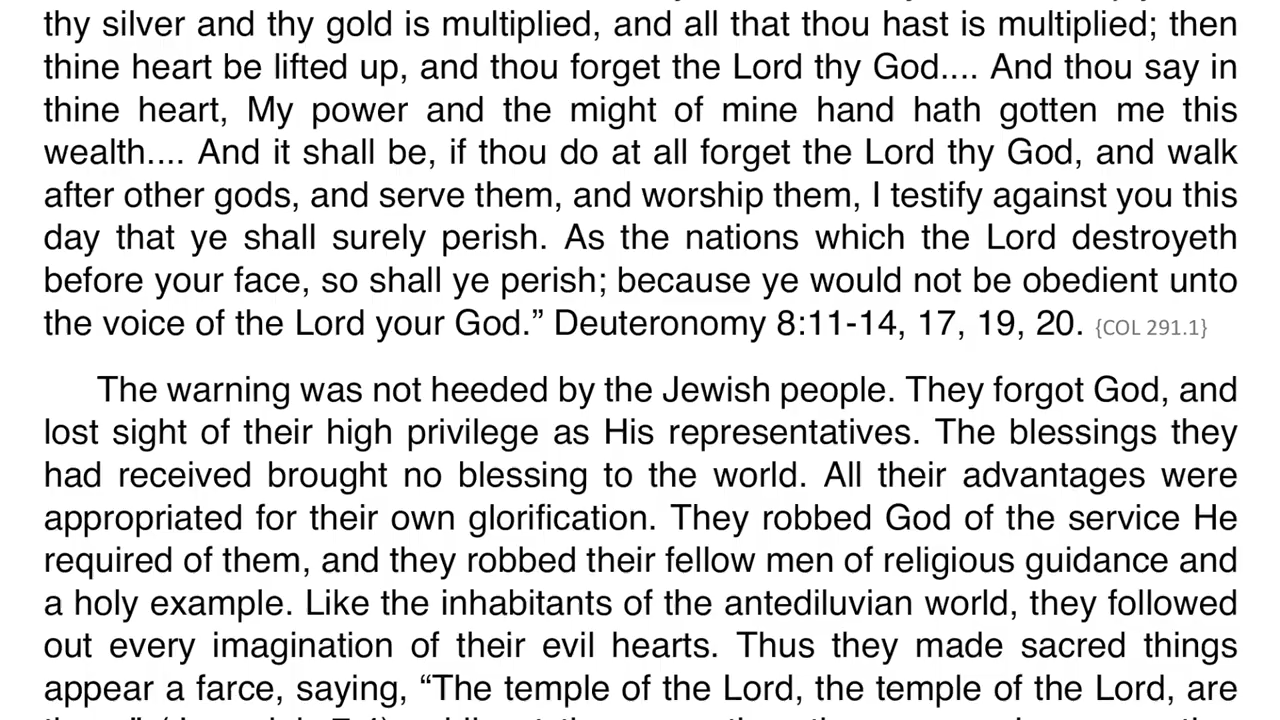 thy silver and thy gold is multiplied, and all that thou hast is multiplied; then
thine heart be lifted up, and thou forget the Lord thy God.... And thou say in
thine heart, My power and the might of mine hand hath gotten me this
wealth.... And it shall be, if thou do at all forget the Lord thy God, and walk
after other gods, and serve them, and worship them, I testify against you this
day that ye shall surely perish. As the nations which the Lord destroyeth
before your face, so shall ye perish; because ye would not be obedient unto
the voice of the Lord your God.” Deuteronomy 8:11-14, 17, 19, 20. {COL 291.1}
The warning was not heeded by the Jewish people. They forgot God, and
lost sight of their high privilege as His representatives. The blessings they
had received brought no blessing to the world. All their advantages were
appropriated for their own glorification. They robbed God of the service He
required of them, and they robbed their fellow men of religious guidance and
a holy example. Like the inhabitants of the antediluvian world, they followed
out every imagination of their evil hearts. Thus they made sacred things
appear a farce, saying, “The temple of the Lord, the temple of the Lord, are